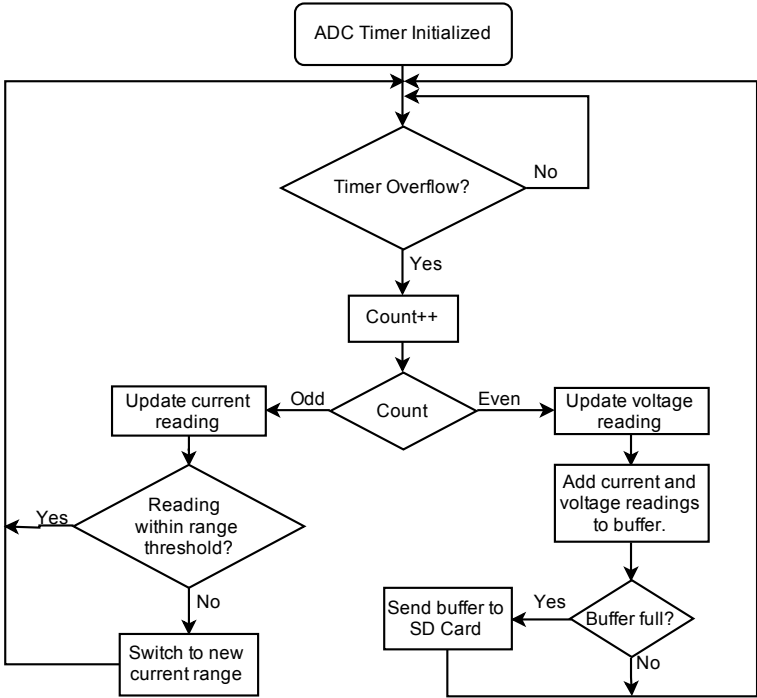 ADC Timer Initialized
Timer Overflow?
No
Yes
Count++
Count
Odd
Even
Update current
reading
Update voltage
reading
Reading
within range
threshold?
Yes
No
Switch to new
current range
Add current and
voltage readings
to buffer.
Buffer full?
Yes
No
Send buffer to
SD Card